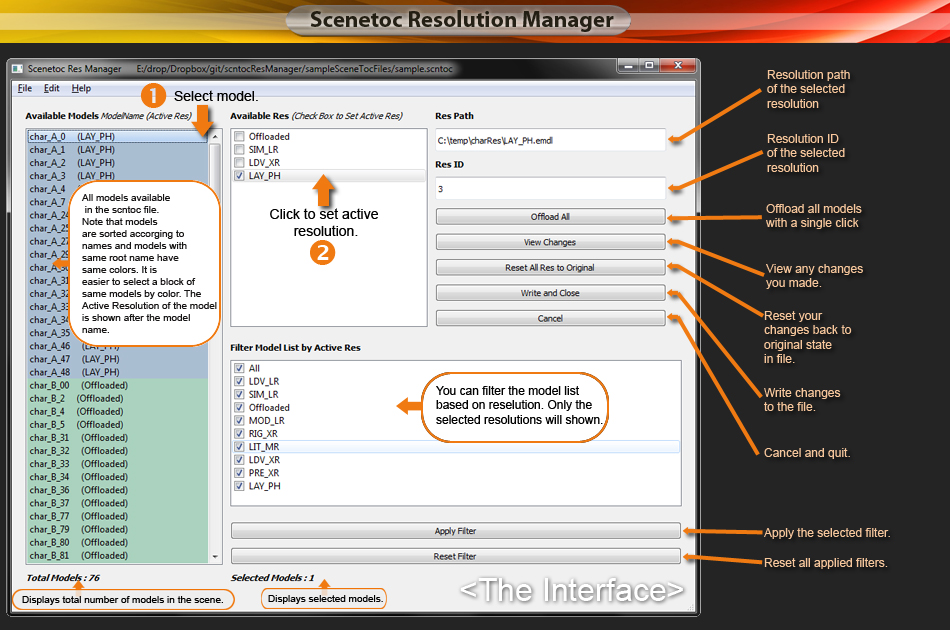 Scenetoc Resolution Manager
Scenetoc Res Manager E:/drop/Dropbox/git/scntocResManager/sampleSceneTocFiles/sample.scntoc
File Edit Help
1 Select model.
Available Models ModelName (Active Res)
char_A_0 (LAY_PH)
char_A_1 (LAY_PH)
char_A_2 (LAY_PH)
char_A_3 (LAY_PH)
char_A_4
char_A_7
char_A_24
char_A_25
char_A_27
char_A_29
char_A_30
char_A_31
char_A_32
char_A_33
char_A_34
char_A_35
char_A_46 (LAY_PH)
char_A_47 (LAY_PH)
char_A_48 (LAY_PH)
char_B_00 (Offloaded)
char_B_2 (Offloaded)
char_B_4 (Offloaded)
char_B_5 (Offloaded)
char_B_31 (Offloaded)
char_B_32 (Offloaded)
char_B_33 (Offloaded)
char_B_34 (Offloaded)
char_B_36 (Offloaded)
char_B_37 (Offloaded)
char_B_77 (Offloaded)
char_B_79 (Offloaded)
char_B_80 (Offloaded)
char_B_81 (Offloaded)
All models available
in the scntoc file.
Note that models
are sorted accorging to
names and models with
same root name have
same colors. It is
easier to select a block of
same models by color. The
Active Resolution of the model
is shown after the model
name.
Total Models : 76
Displays total number of models in the scene.
Available Res (Check Box to Set Active Res)
Offloaded
SIM_LR
LDV_XR
LAY_PH
Click to set active
resolution.
2
Res Path
C:\temp\charRes\LAY_PH.emdl
Res ID
3
Offload All
View Changes
Reset All Res to Original
Write and Close
Cancel
Filter Model List by Active Res
All
LDV_LR
SIM_LR
Offloaded
MOD_LR
RIG_XR
LIT_MR
LDV_XR
PRE_XR
LAY_PH
You can filter the model list
based on reselution. Only the
selected resolutions will shown.
Apply Filter
Reset Filter
Selected Models : 1
Displays selected models.
<The Interface>
Resolution path
of the selected
resolution
Resolution ID
of the selected
resolution
Offload all models
with a single click
View any changes
you made.
Reset your
changes back to
original state
in file.
Write changes
to the file.
Cancel and quit.
Apply the selected filter.
Reset all applied filters.